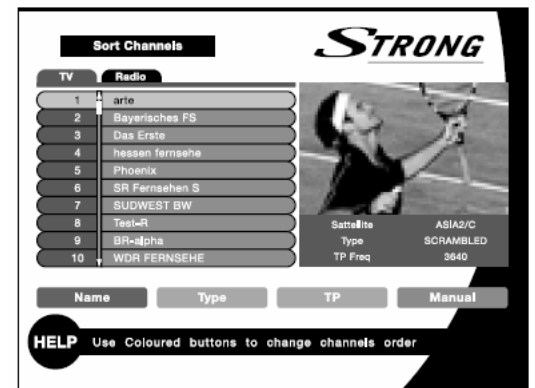 Sort Channels
STRONG
TV Radio
1 arte
2 Bayerisches FS
3 Das Erste
4 hessen fernsehe
5 Phoenix
6 SR Fernsehen S
7 SUDWEST BW
8 Test-R
9 BR-alpha
10 WDR FERNSEHE
Sattellite ASIA2/C
Type SCRAMBLED
TP Freq 3640
Name Type TP Manual
HELP Use Coloured buttons to change channels order